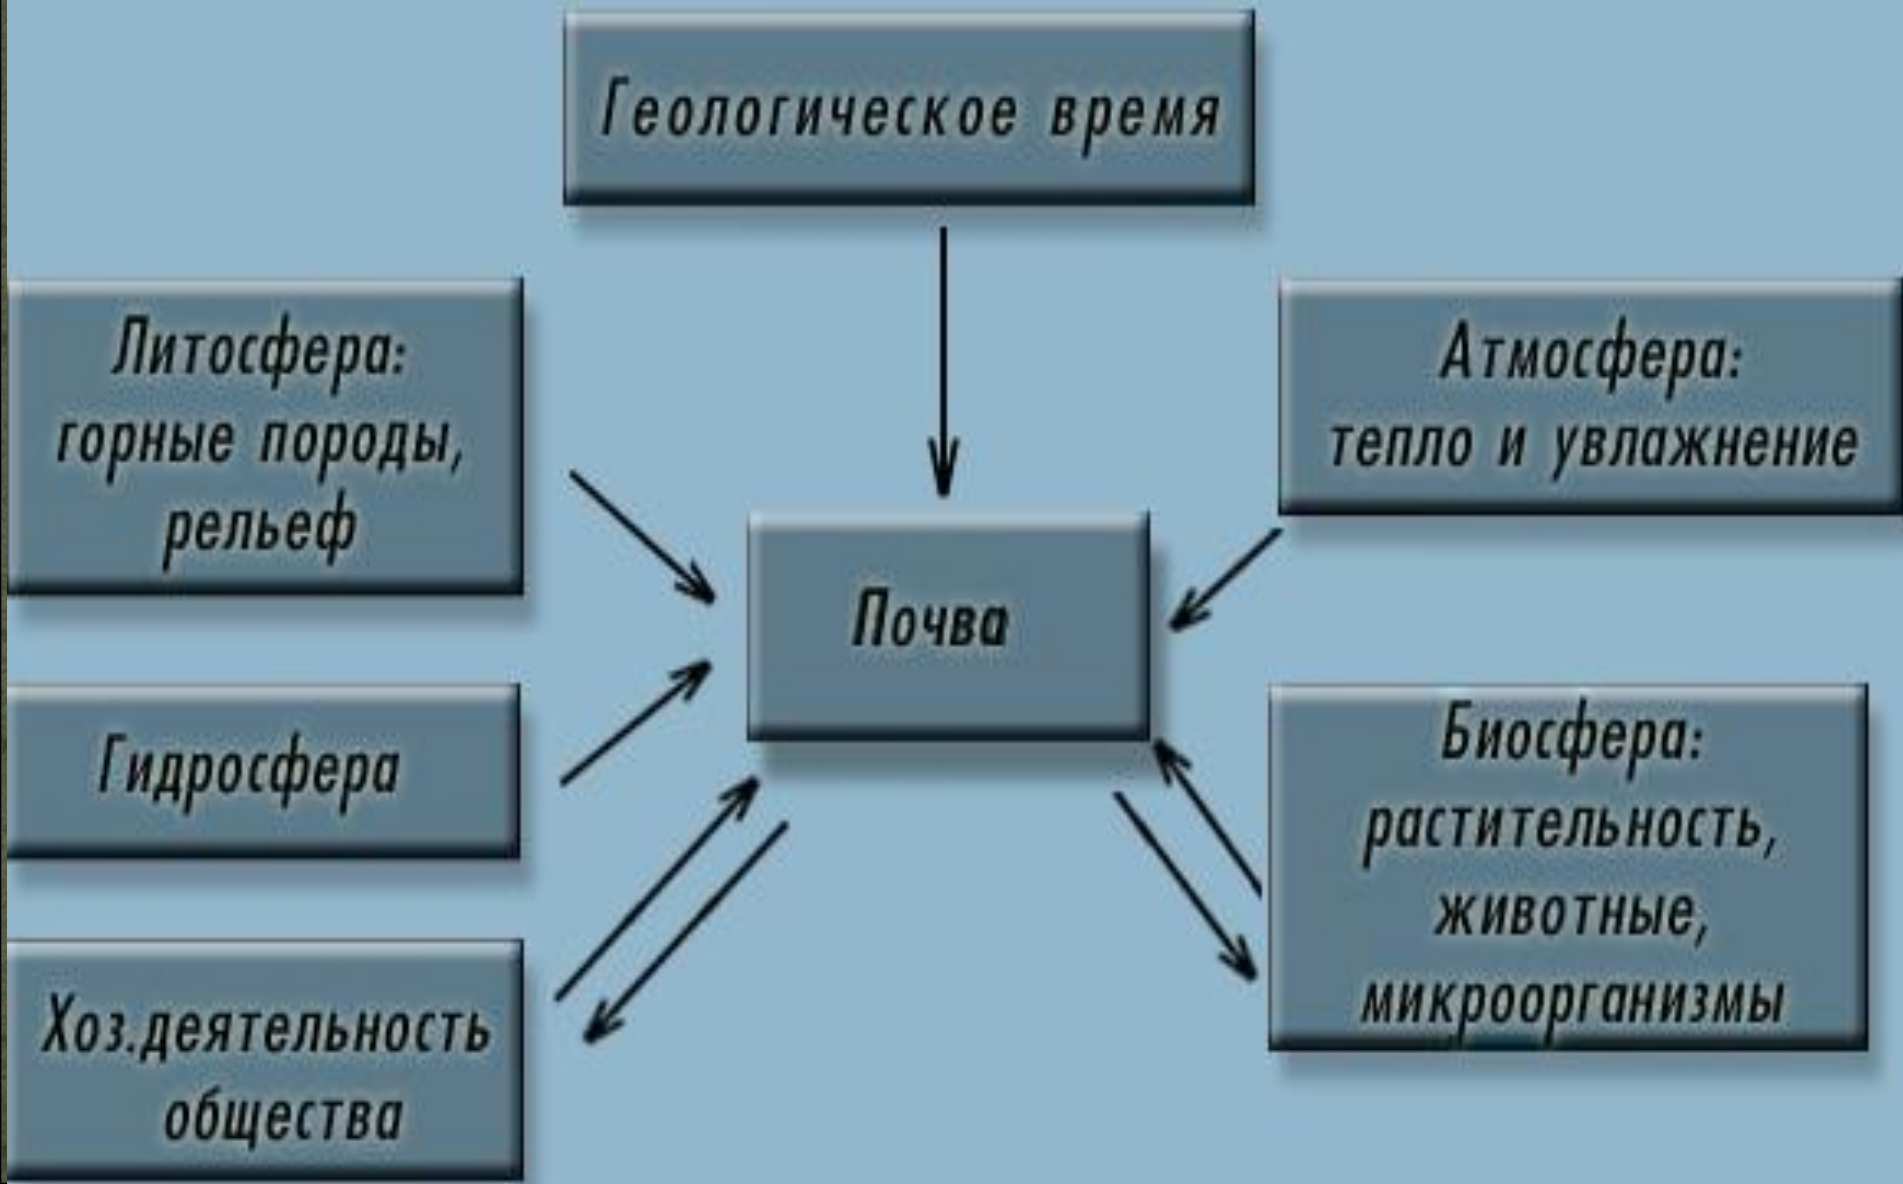 Геологическое время
Литосфера:
горные породы,
рельеф
Атмосфера:
тепло и увлажнение
Почва
Гидросфера
Биосфера:
растительность,
животные,
микроорганизмы
Хоз.деятельность
общества